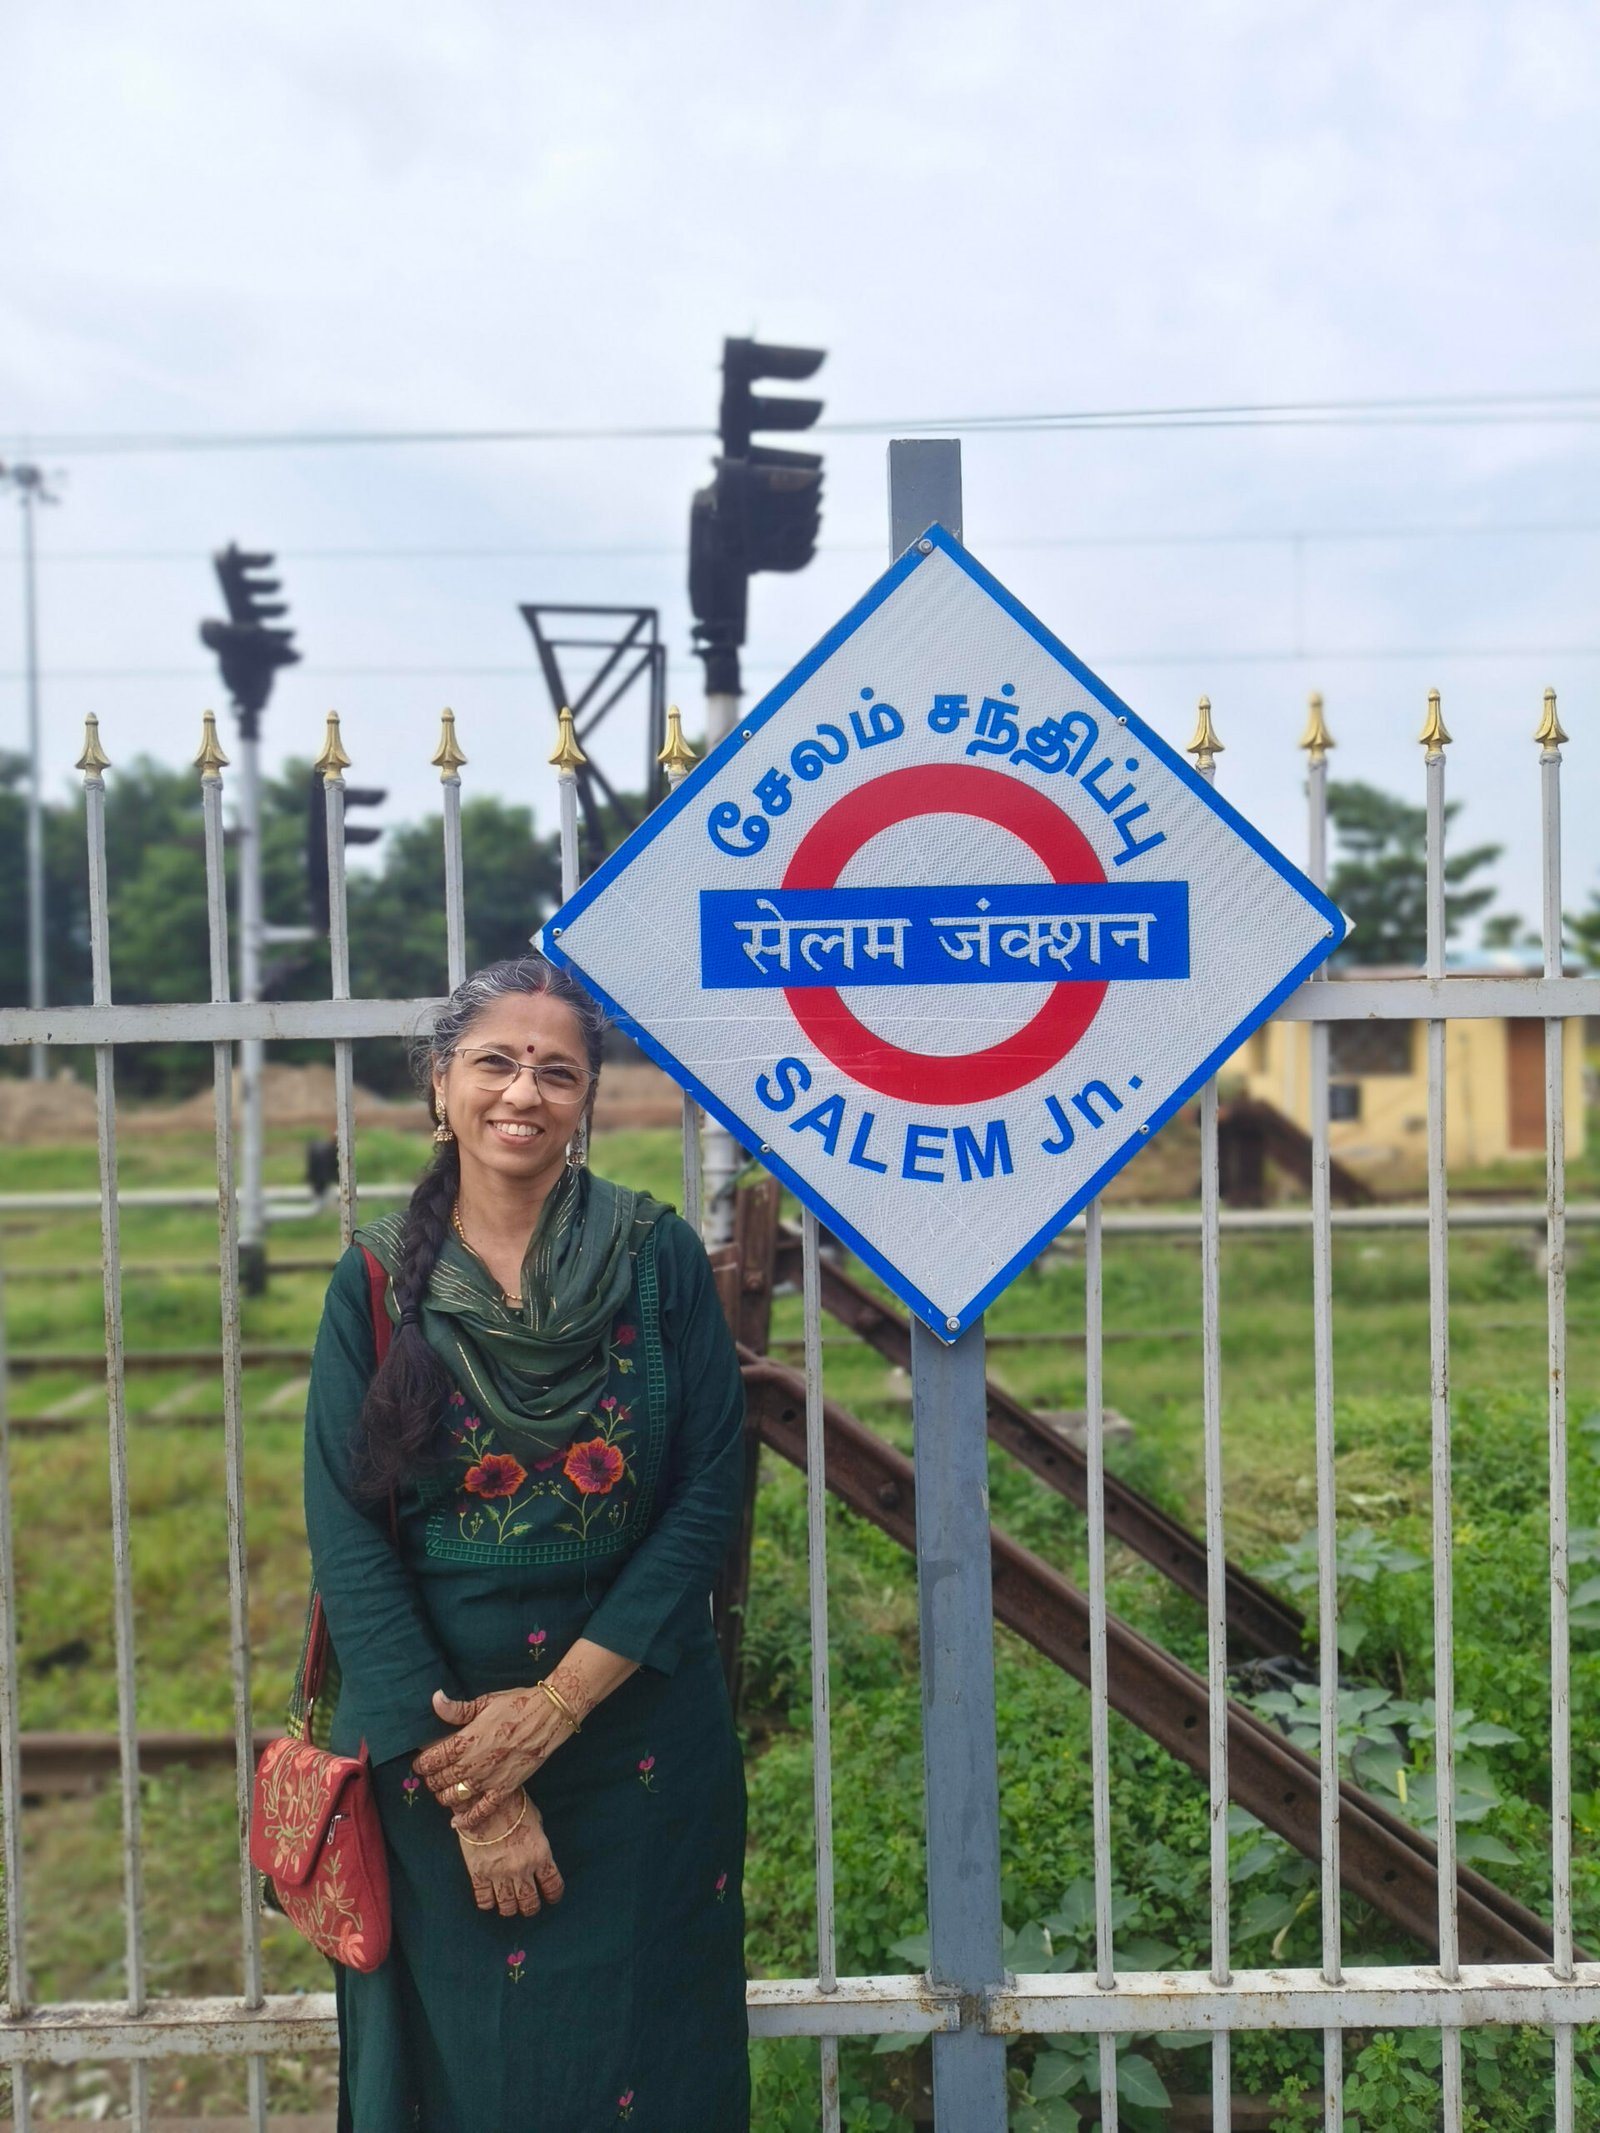 சேலம் சந்திப்பு
सेलम जंक्शन
SALEM Jn.